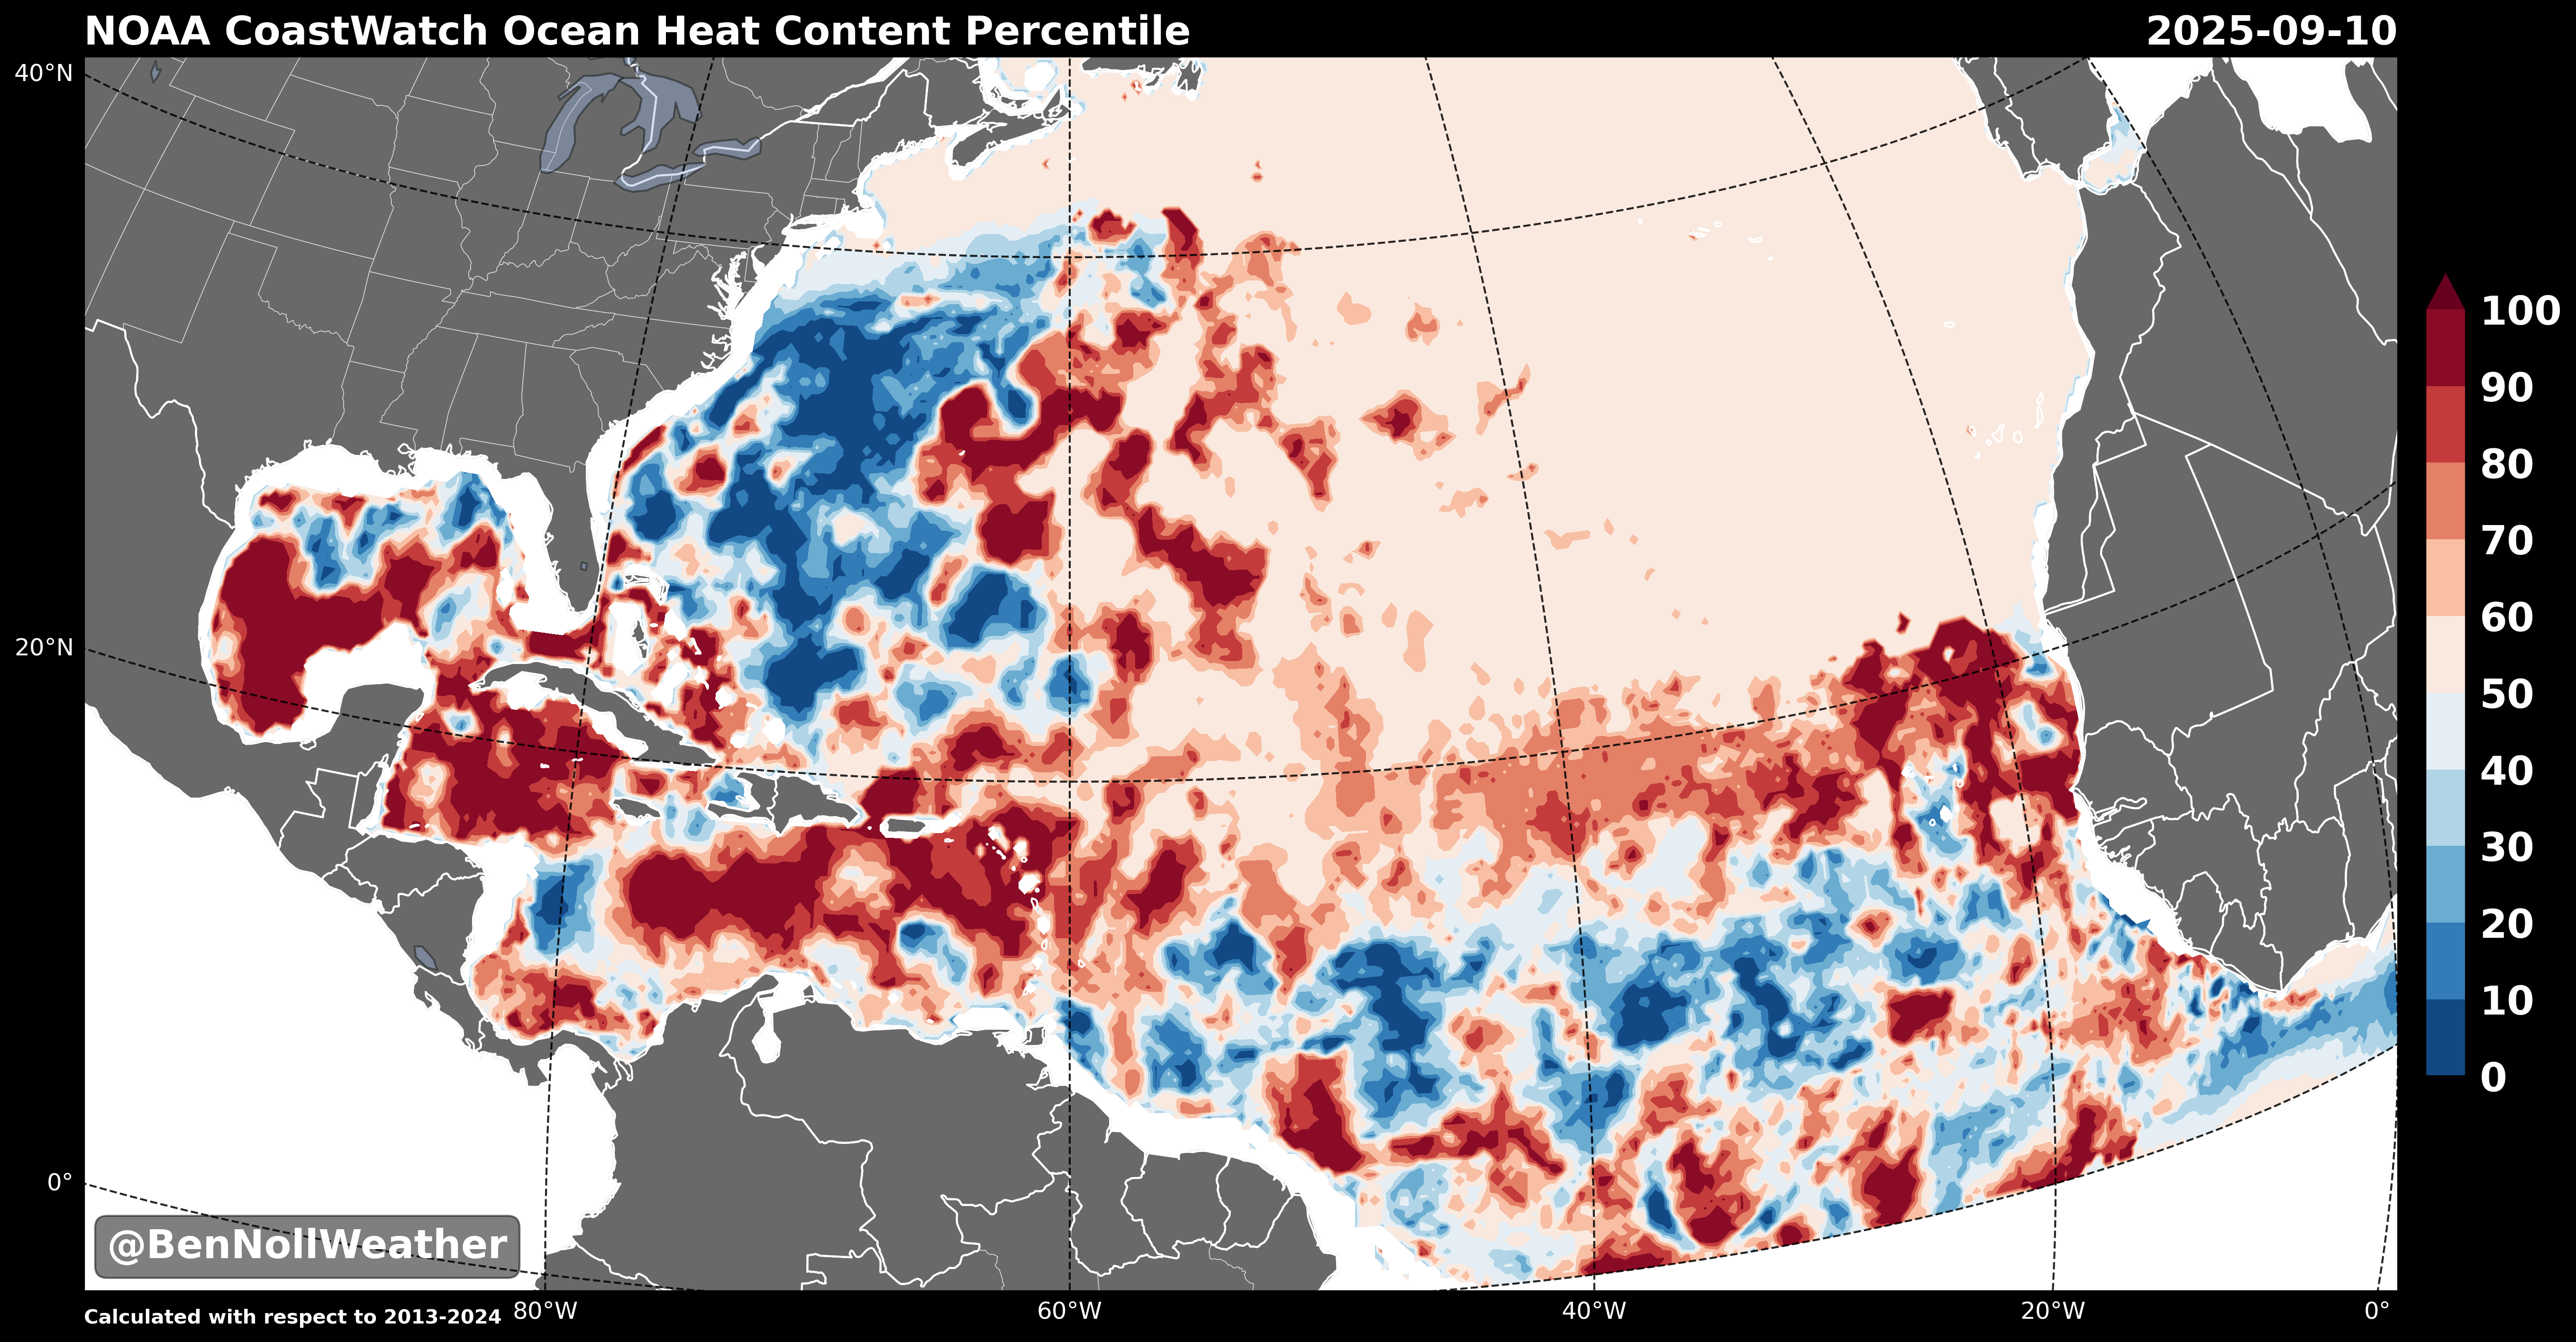 NOAA CoastWatch Ocean Heat Content Percentile
2025-09-10
40°N
20°N
0°
100
90
80
70
60
50
40
30
20
10
0
@BenNollWeather
Calculated with respect to 2013-2024
80°W
60°W
40°W
20°W
0°